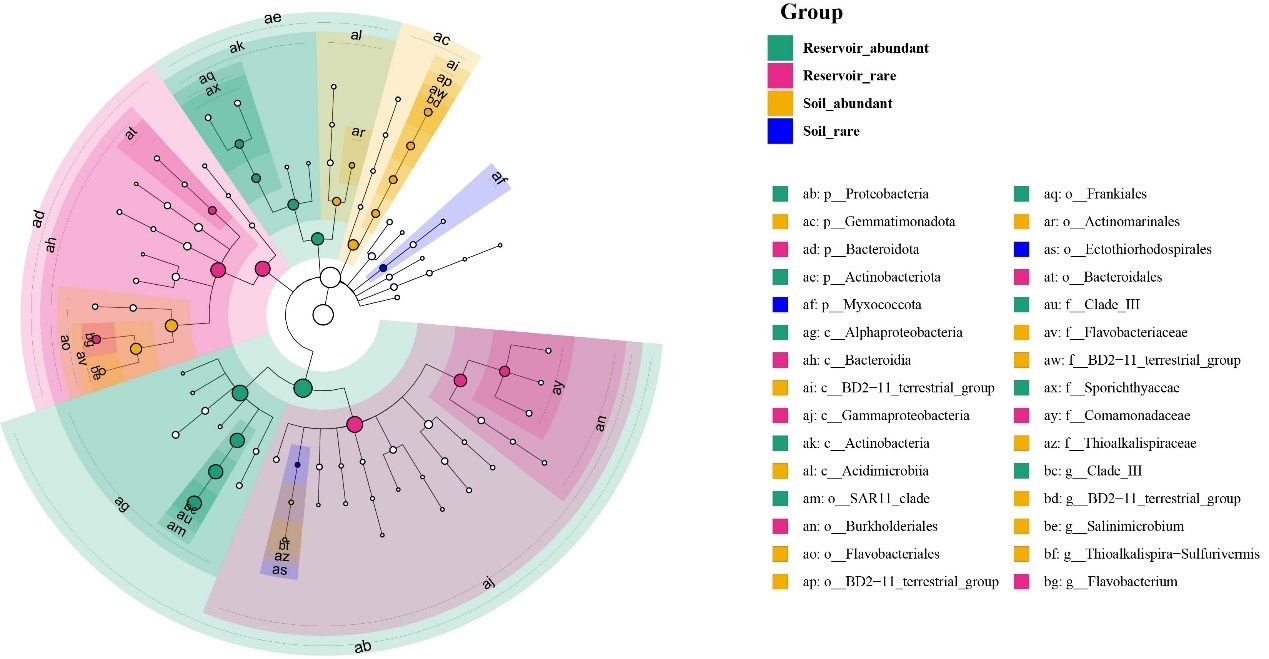 ae
ak
al
ac
aq
ax
ai
ap
aw
bd
at
ar
af
ad
ah
ao
av
bg
be
ay
an
ag
au
am
bf
az
as
aj
ab
Group
Reservoir_abundant
Reservoir_rare
Soil_abundant
Soil_rare
ab: p__Proteobacteria
ac: p__Gemmatimonadota
ad: p__Bacteroidota
ae: p__Actinobacteriota
af: p__Myxococcota
ag: c__Alphaproteobacteria
ah: c__Bacteroidia
ai: c__BD2−11_terrestrial_group
aj: c__Gammaproteobacteria
ak: c__Actinobacteria
al: c__Acidimicrobiia
am: o__SAR11_clade
an: o__Burkholderiales
ao: o__Flavobacteriales
ap: o__BD2−11_terrestrial_group
aq: o__Frankiales
ar: o__Actinomarinales
as: o__Ectothiorhodospirales
at: o__Bacteroidales
au: f__Clade_III
av: f__Flavobacteriaceae
aw: f__BD2−11_terrestrial_group
ax: f__Sporichthyaceae
ay: f__Comamonadaceae
az: f__Thioalkalispiraceae
bc: g__Clade_III
bd: g__BD2−11_terrestrial_group
be: g__Salinimicrobium
bf: g__Thioalkalispira−Sulfurivermis
bg: g__Flavobacterium